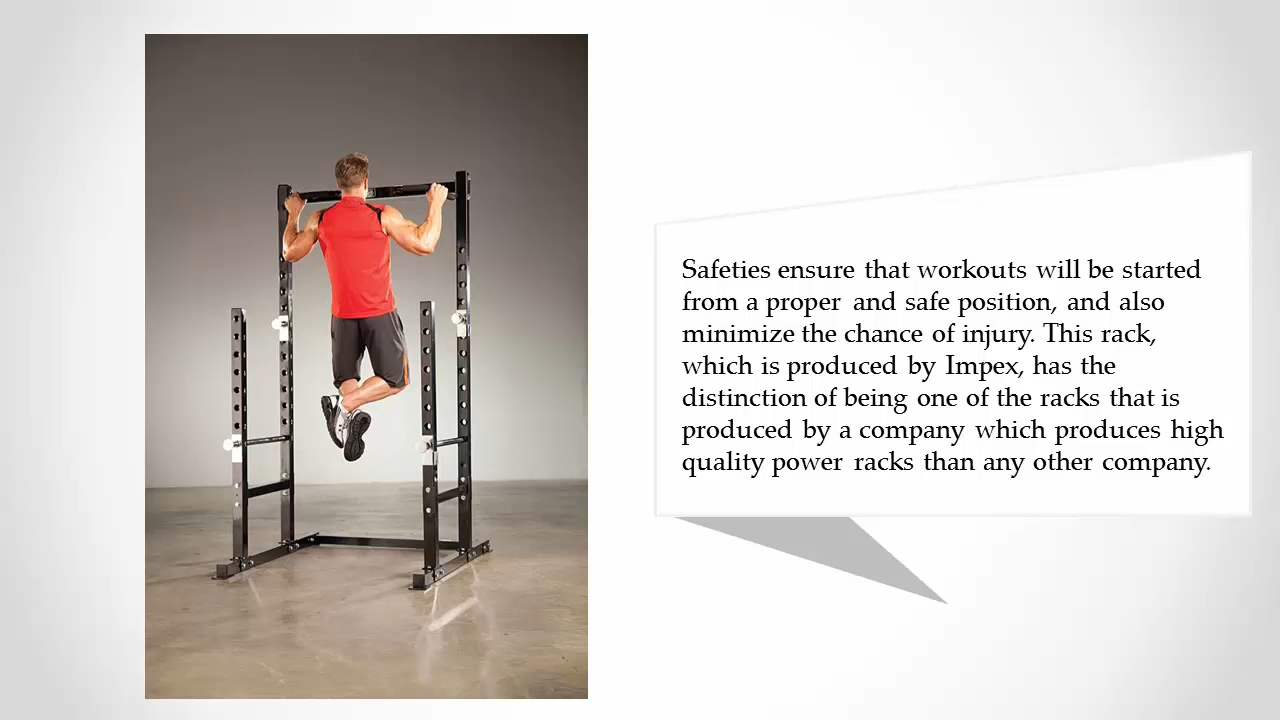 Safeties ensure that workouts will be started
from a proper and safe position, and also
minimize the chance of injury. This rack,
which is produced by Impex, has the
distinction of being one of the racks that is
produced by a company which produces high
quality power racks than any other company.